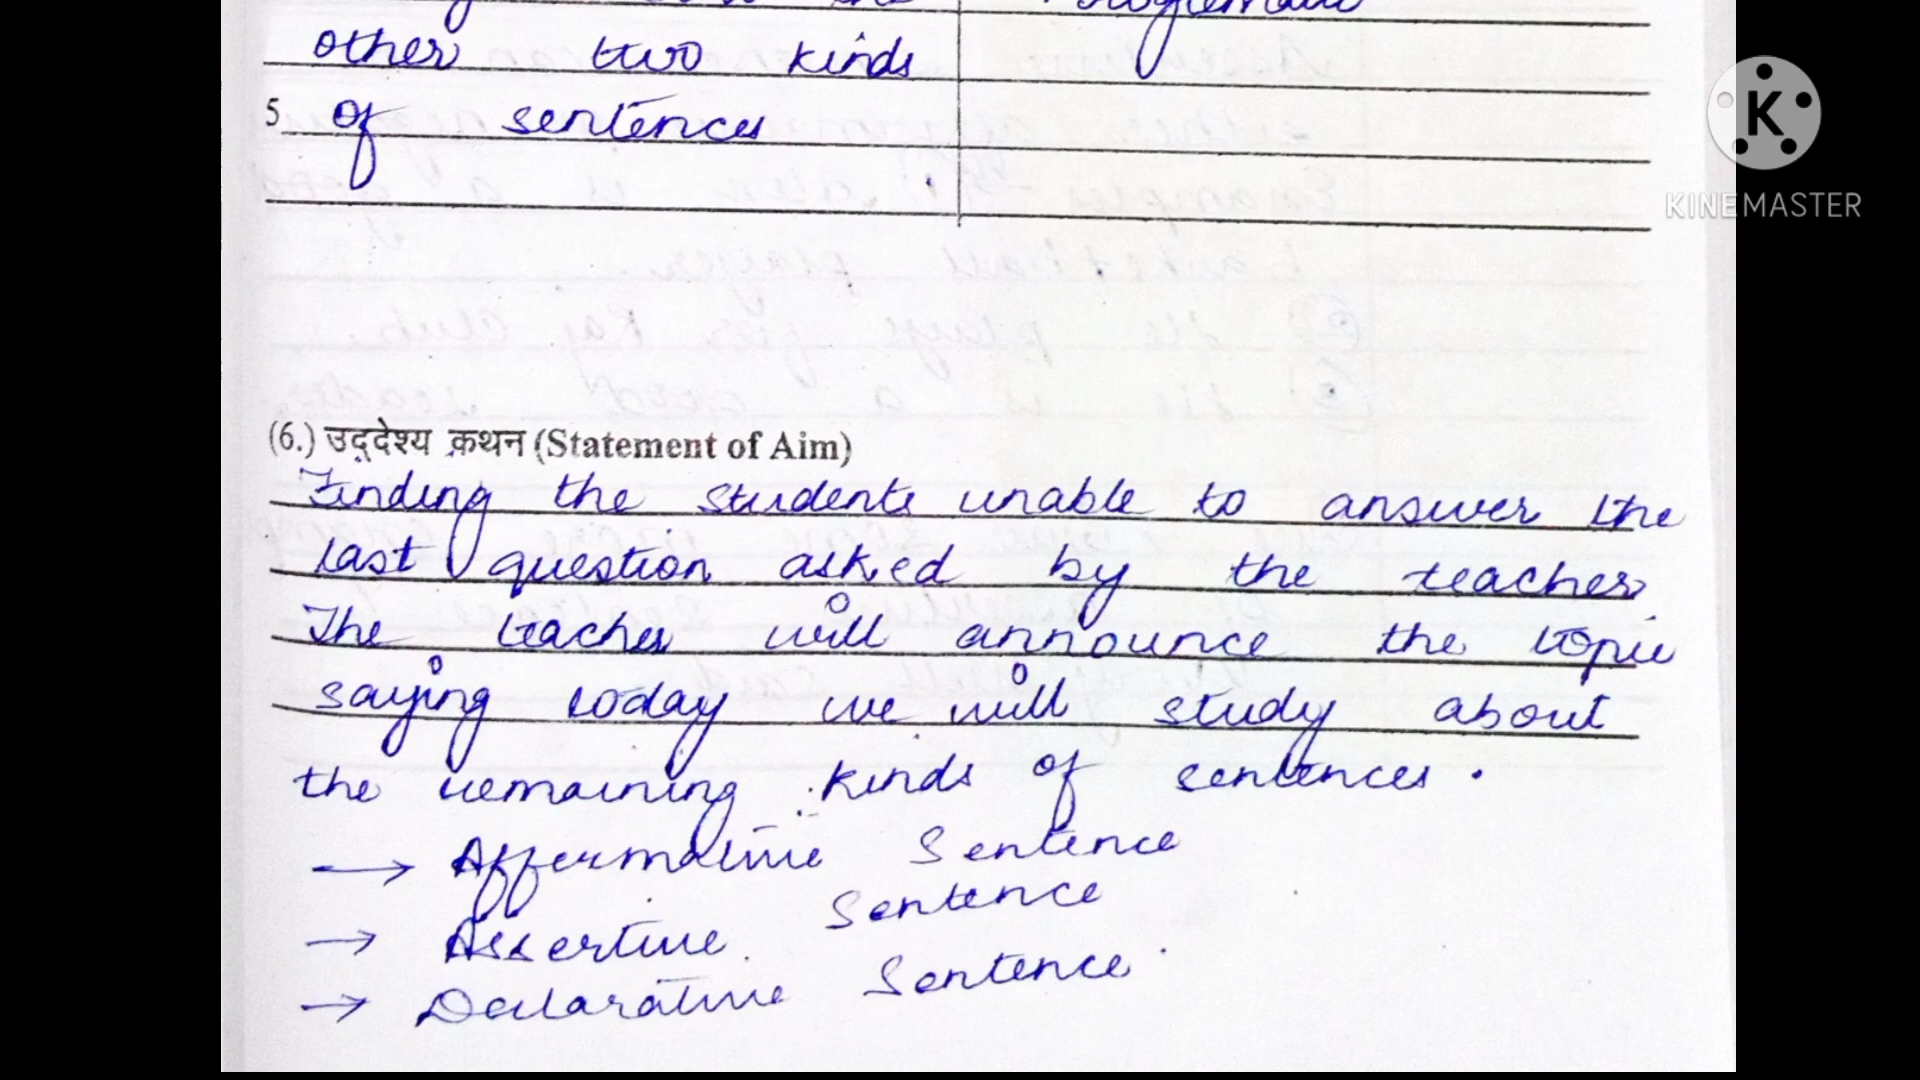 other two kinds
5. of sentences
(6.) उद्देश्य कथन (Statement of Aim)
Finding the students unable to answer the
last question asked by the teacher
The teacher will announce the topic
saying today we will study about
the remaining kinds of sentences.
→ Affermative Sentence
→ Assertive Sentence
→ Declarative Sentence
K
KINEMASTER